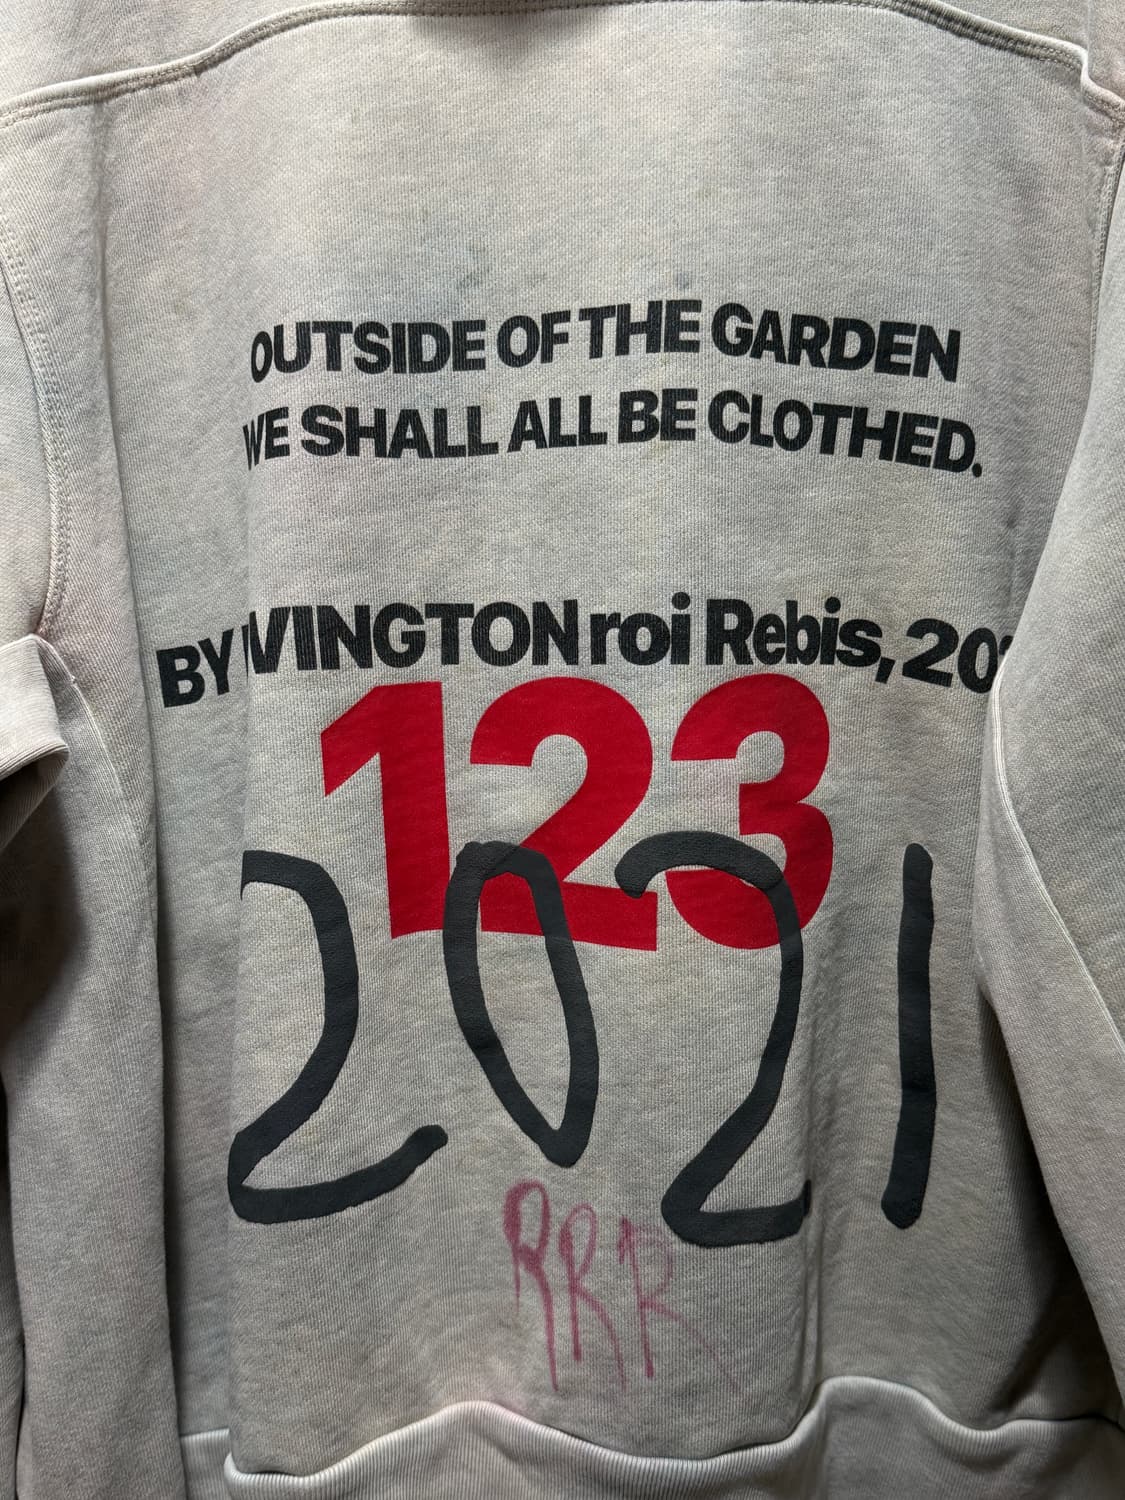 OUTSIDE OF THE GARDEN
WE SHALL ALL BE CLOTHED.
BY roi Rebis,
123
2021
RRR